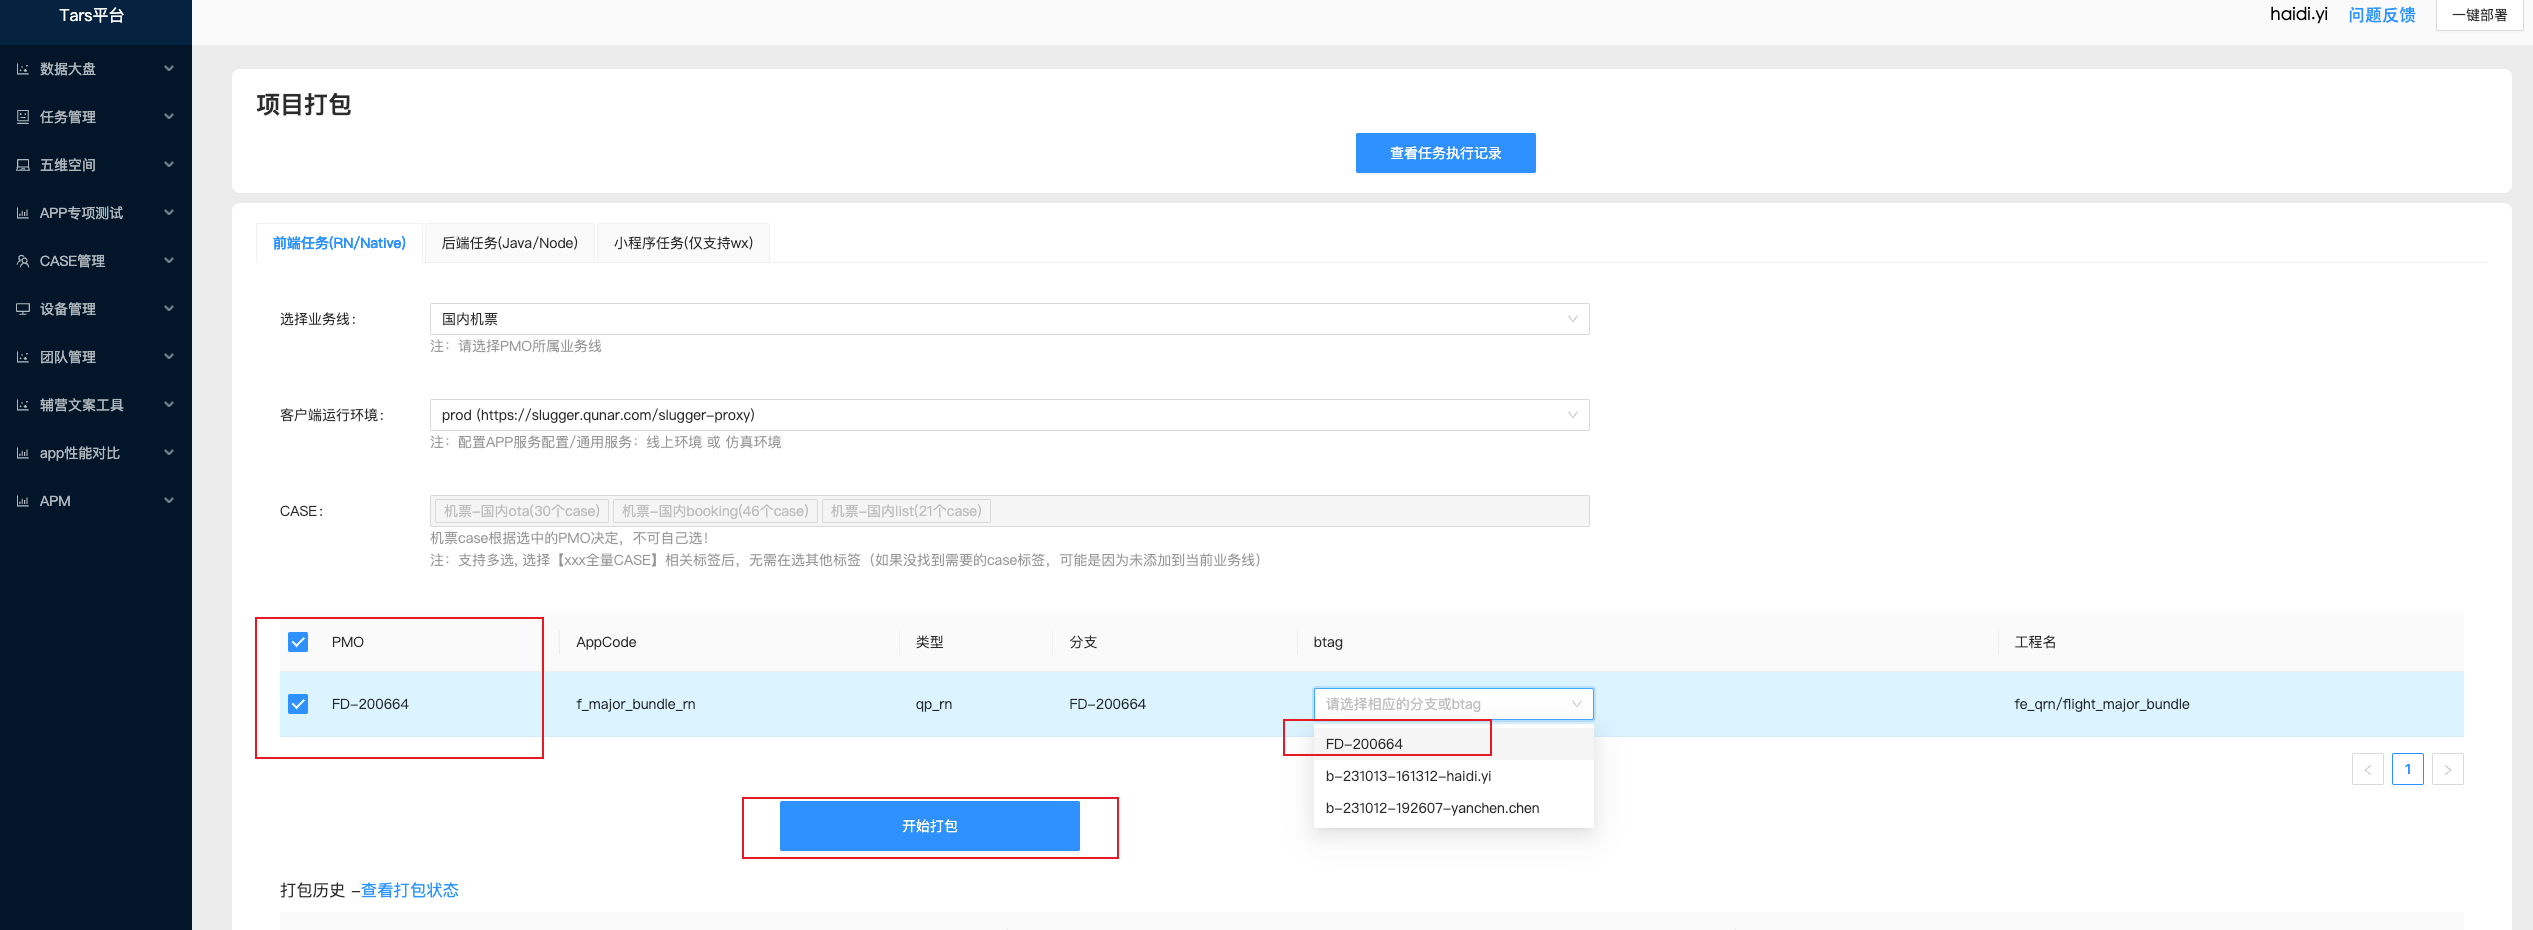 Tars平台
haidi.yi 问题反馈 一键部署
数据大盘
任务管理
五维空间
APP专项测试
CASE管理
设备管理
团队管理
辅营文案工具
app性能对比
APM
项目打包
查看任务执行记录
前端任务(RN/Native) 后端任务(Java/Node) 小程序任务(仅支持wx)
选择业务线： 国内机票
注：请选择PMO所属业务线
客户端运行环境： prod (https://slugger.qunar.com/slugger-proxy)
注：配置APP服务配置/通用服务：线上环境 或 仿真环境
CASE： 机票-国内ota(30个case) 机票-国内booking(46个case) 机票-国内list(21个case)
机票case根据选中的PMO决定，不可自己选！
注：支持多选, 选择【xxx全量CASE】相关标签后，无需在选其他标签（如果没找到需要的case标签，可能是因为未添加到当前业务线）
PMO AppCode 类型 分支 btag 工程名
FD-200664 f_major_bundle_rn qp_rn FD-200664 请选择相应的分支或btag fe_qrn/flight_major_bundle
FD-200664
b-231013-161312-haidi.yi
b-231012-192607-yanchen.chen
< 1 >
开始打包
打包历史 -查看打包状态